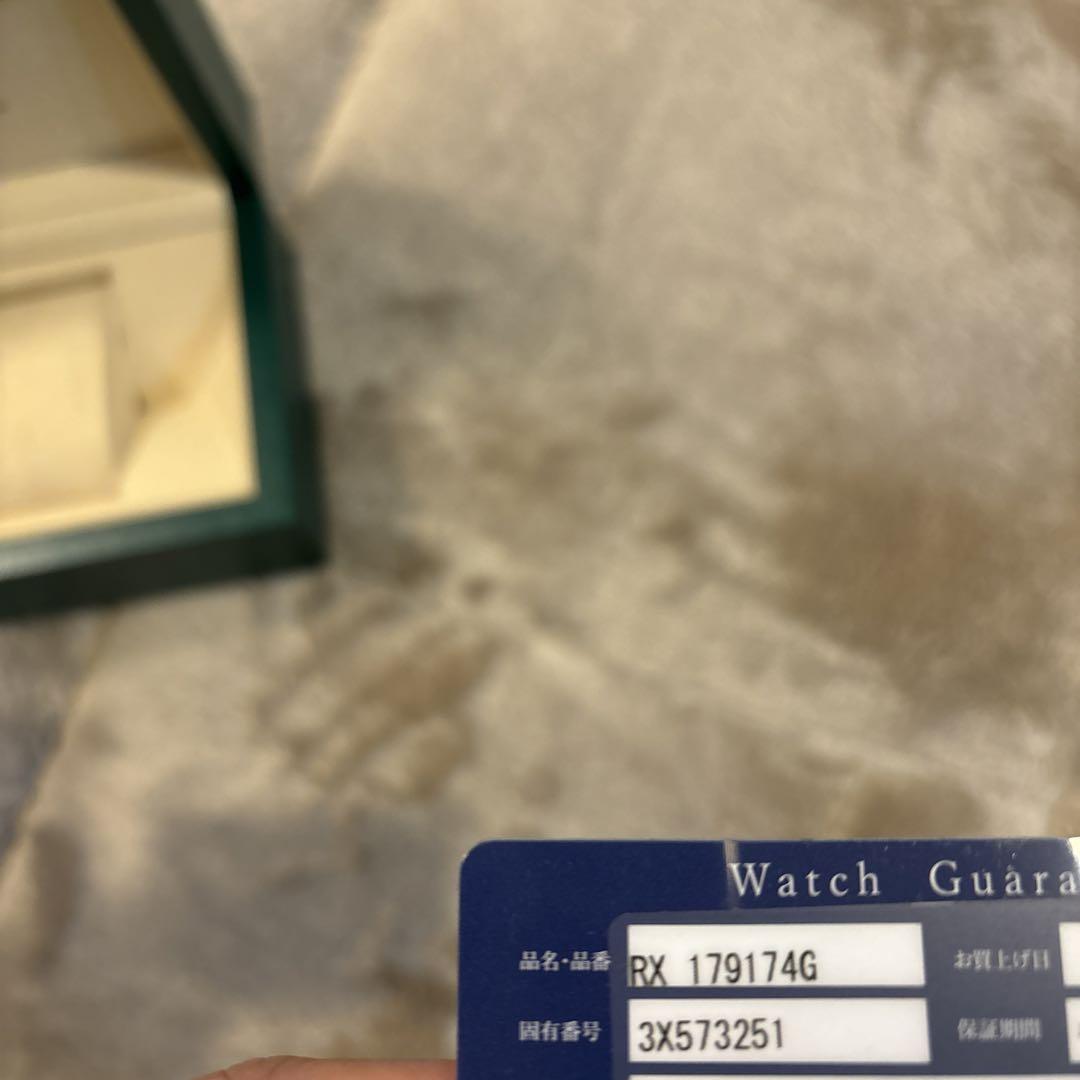 Watch Guara
品名・品番 RX 179174G お買上げ日
固有番号 3X573251 保証期間